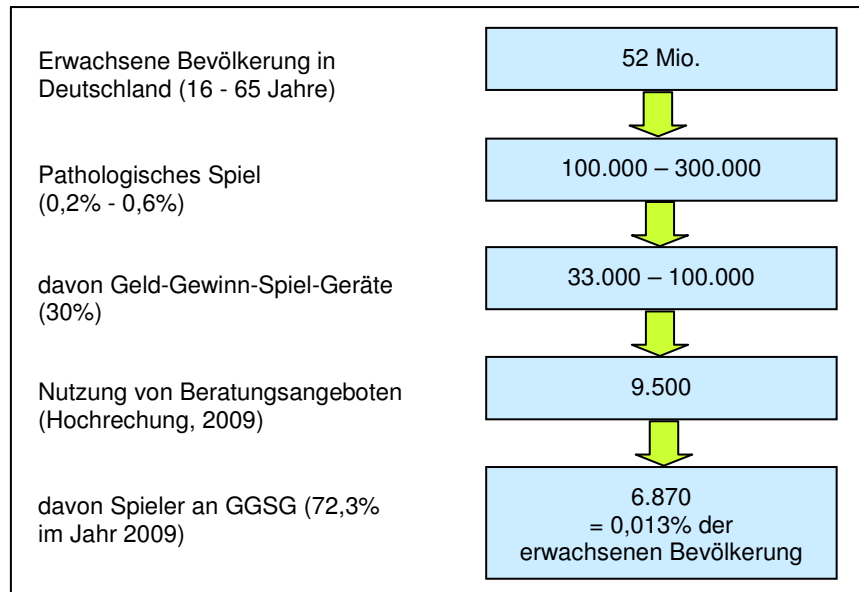 Erwachsene Bevölkerung in
Deutschland (16 - 65 Jahre)
52 Mio.
Pathologisches Spiel
(0,2% - 0,6%)
100.000 – 300.000
davon Geld-Gewinn-Spiel-Geräte
(30%)
33.000 – 100.000
Nutzung von Beratungsangeboten
(Hochrechung, 2009)
9.500
davon Spieler an GGSG (72,3%
im Jahr 2009)
6.870
= 0,013% der
erwachsenen Bevölkerung